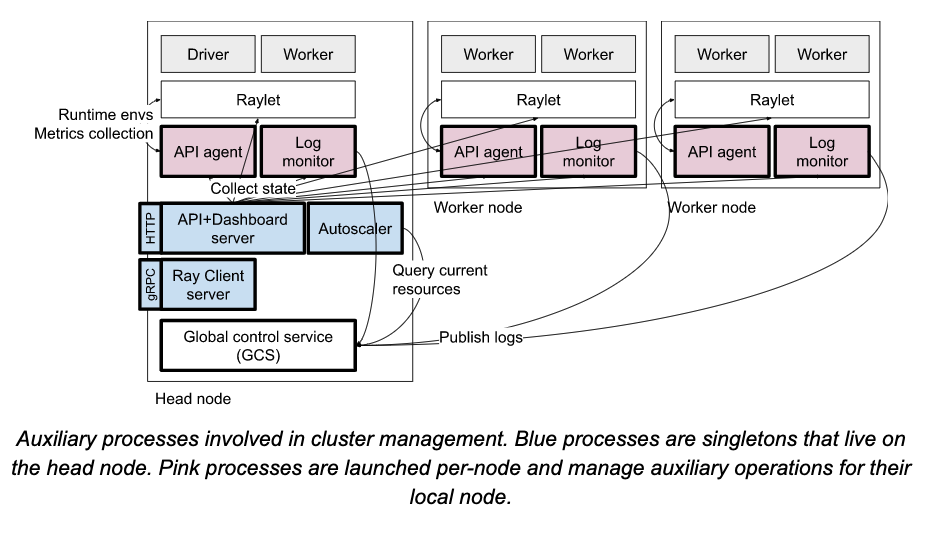 Driver
Worker
Worker
Worker
Worker
Worker
Raylet
Raylet
Raylet
Runtime envs
Metrics collection
API agent
Log
monitor
API agent
Log
monitor
API agent
Log
monitor
Collect state
Worker node
Worker node
HTTP
API+Dashboard
server
Autoscaler
gRPC
Ray Client
server
Query current
resources
Global control service
(GCS)
Publish logs
Head node
Auxiliary processes involved in cluster management. Blue processes are singletons that live on
the head node. Pink processes are launched per-node and manage auxiliary operations for their
local node.